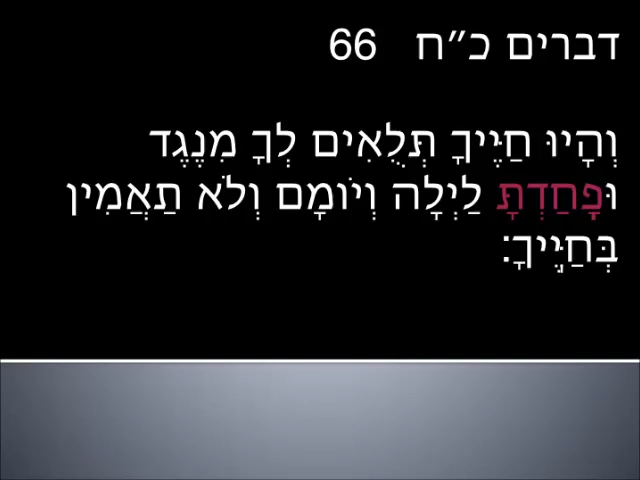 דברים כ״ח 66
וְהָיוּ חַיֶּיךָ תְּלֻאִים לְךָ מִנֶּגֶד
וּפָחַדְתָּ לַיְלָה וְיוֹמָם וְלֹא תַאֲמִין
בְּחַיֶּיךָ׃